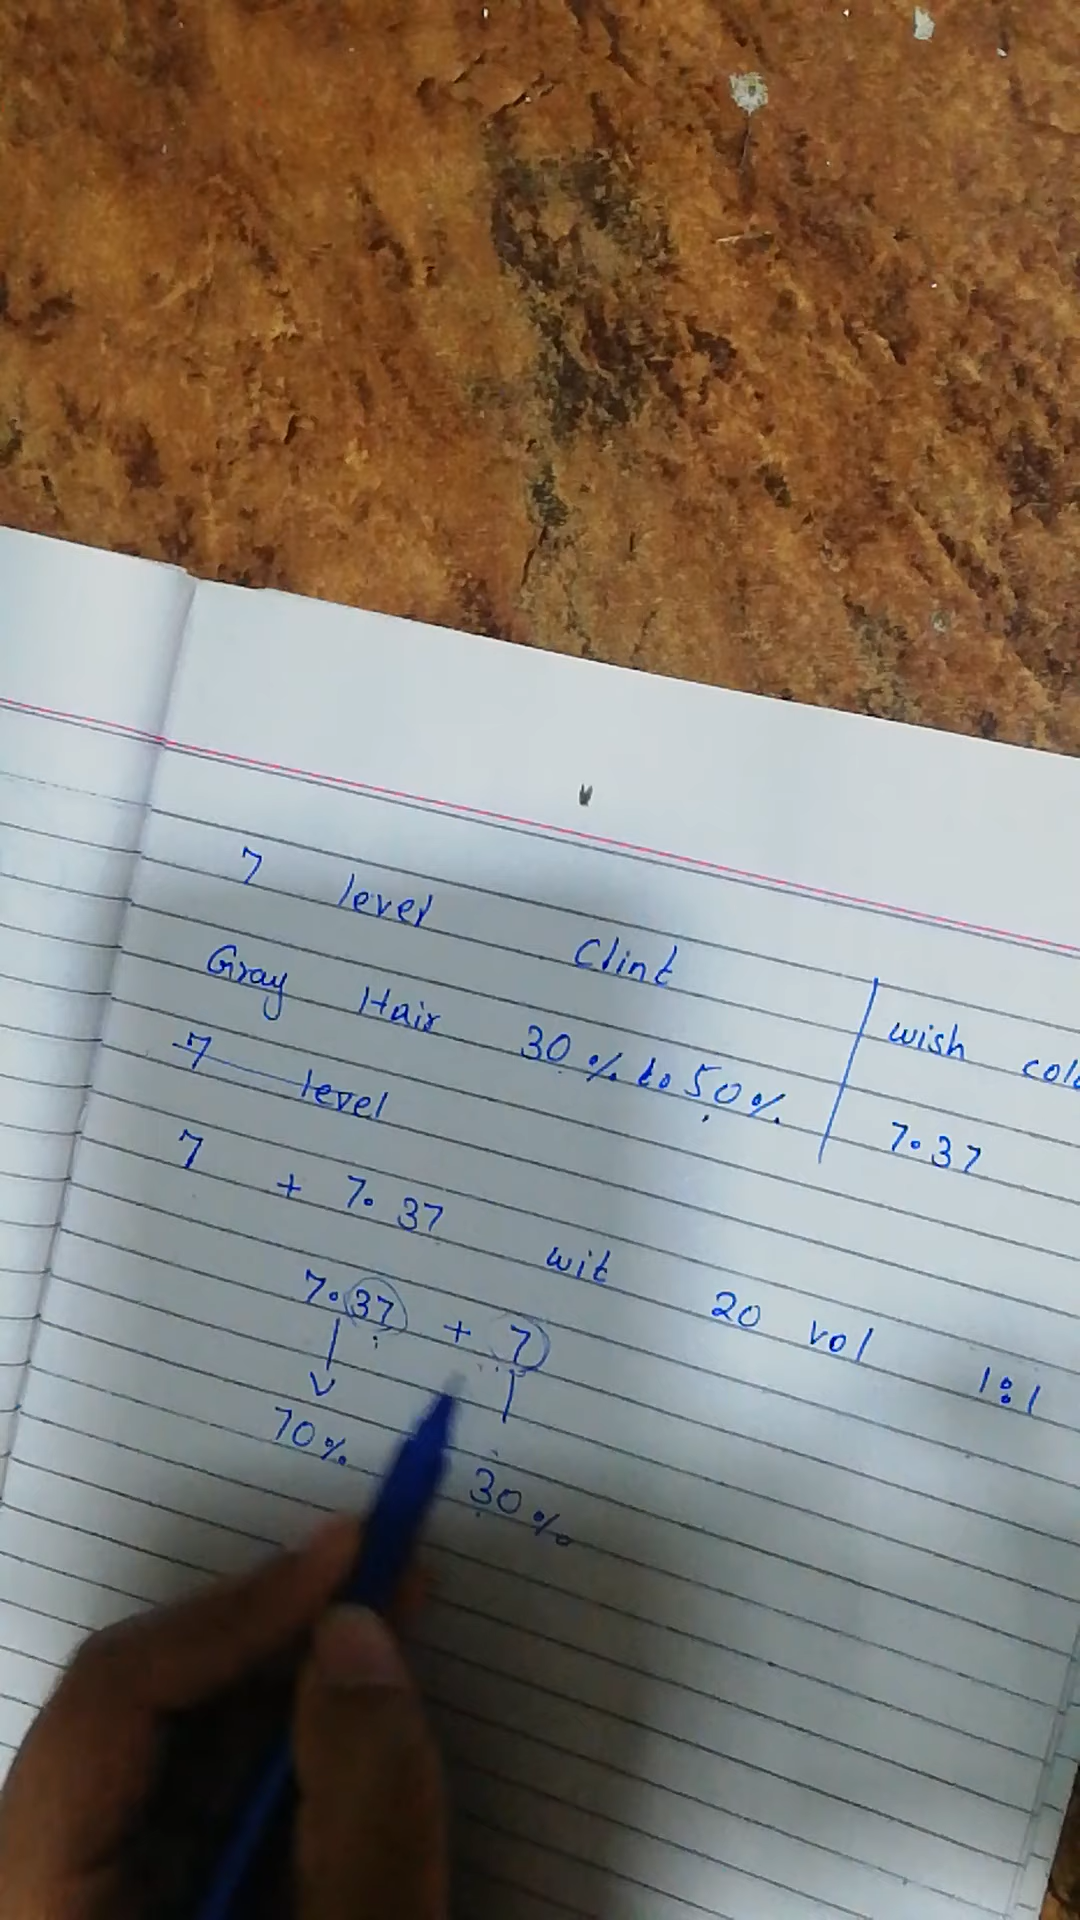 7 level Clint
Gray Hair 30% to 50%
wish
7.37
7 level
7 + 7.37 wit 20 vol 1:1
7.37 + 7
70% 30%